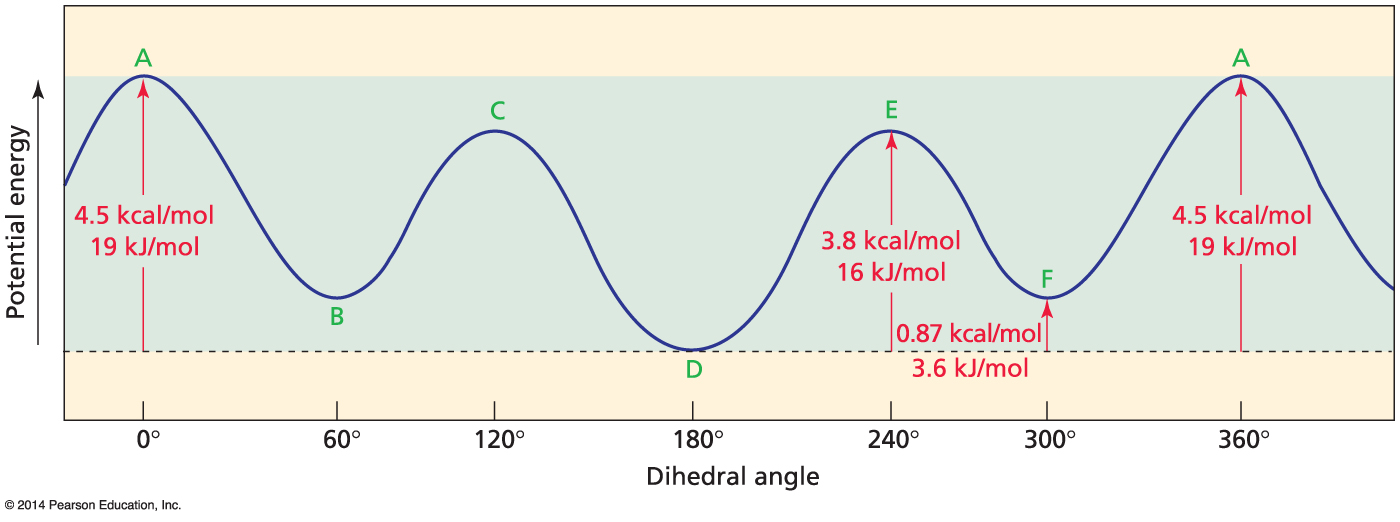 A
A
C
E
4.5 kcal/mol
19 kJ/mol
3.8 kcal/mol
16 kJ/mol
4.5 kcal/mol
19 kJ/mol
Potential energy
B
F
0.87 kcal/mol
3.6 kJ/mol
D
0° 60° 120° 180° 240° 300° 360°
Dihedral angle
© 2014 Pearson Education, Inc.